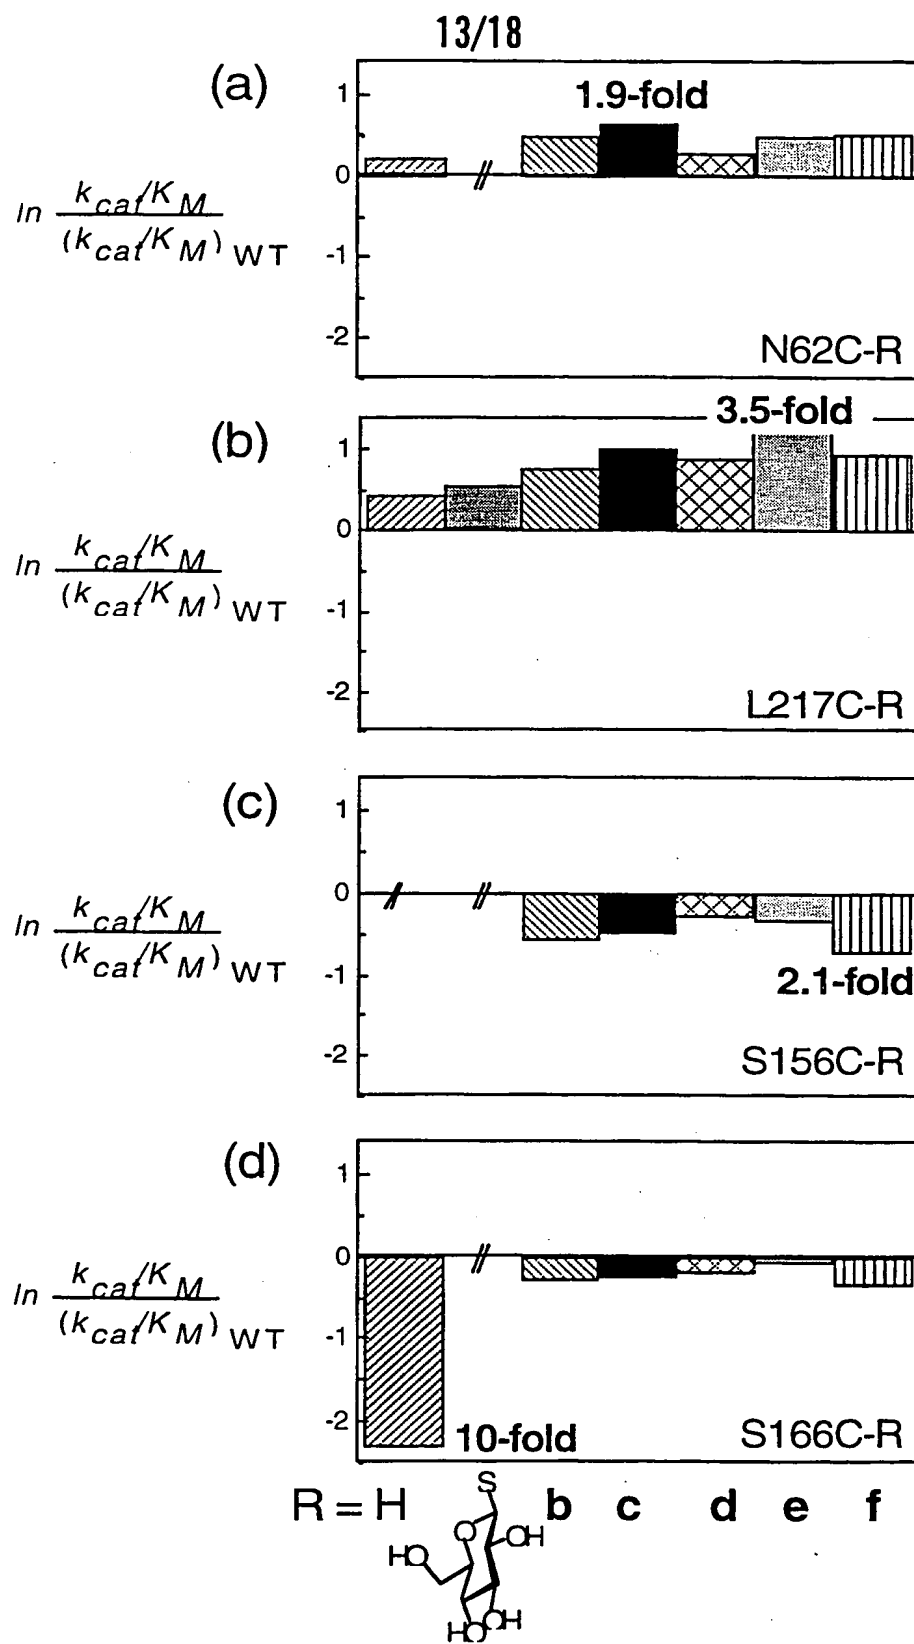 13/18
(a)
1.9-fold
1
0
-1
-2
ln kcat/KM
(kcat/KM)WT
N62C-R
(b)
3.5-fold
1
0
-1
-2
ln kcat/KM
(kcat/KM)WT
L217C-R
(c)
1
0
-1
-2
ln kcat/KM
(kcat/KM)WT
2.1-fold
S156C-R
(d)
1
0
-1
-2
ln kcat/KM
(kcat/KM)WT
10-fold
S166C-R
R = H b c d e f
S
O
OH
HO
HO
OH